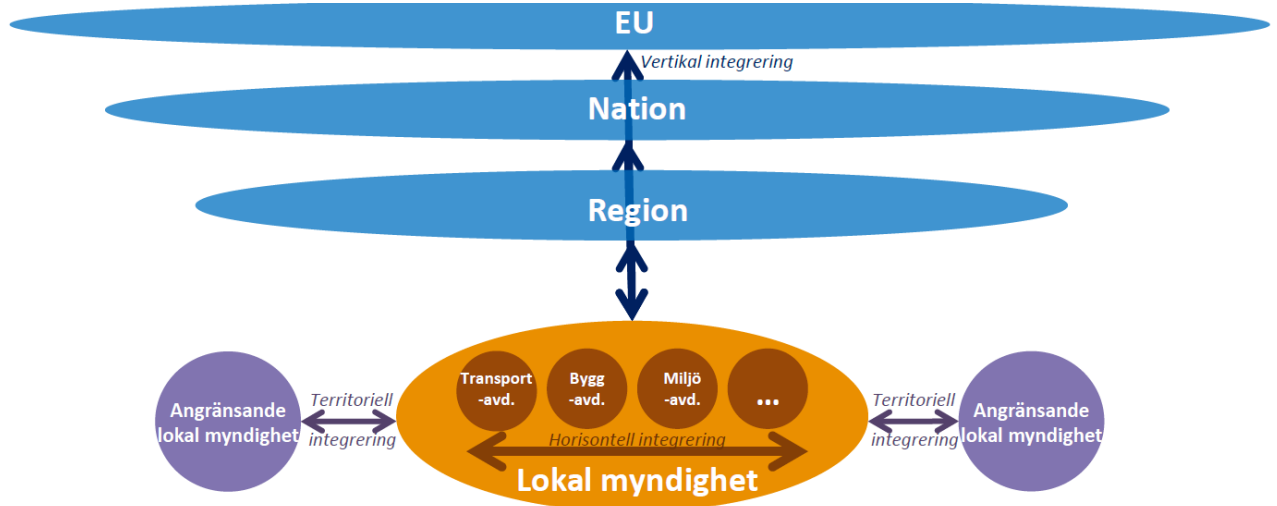 EU
Vertikal integrering
Nation
Region
Transport
-avd.
Bygg
-avd.
Miljö
-avd.
...
Angränsande
lokal myndighet
Territoriell
integrering
Horisontell integrering
Lokal myndighet
Territoriell
integrering
Angränsande
lokal myndighet